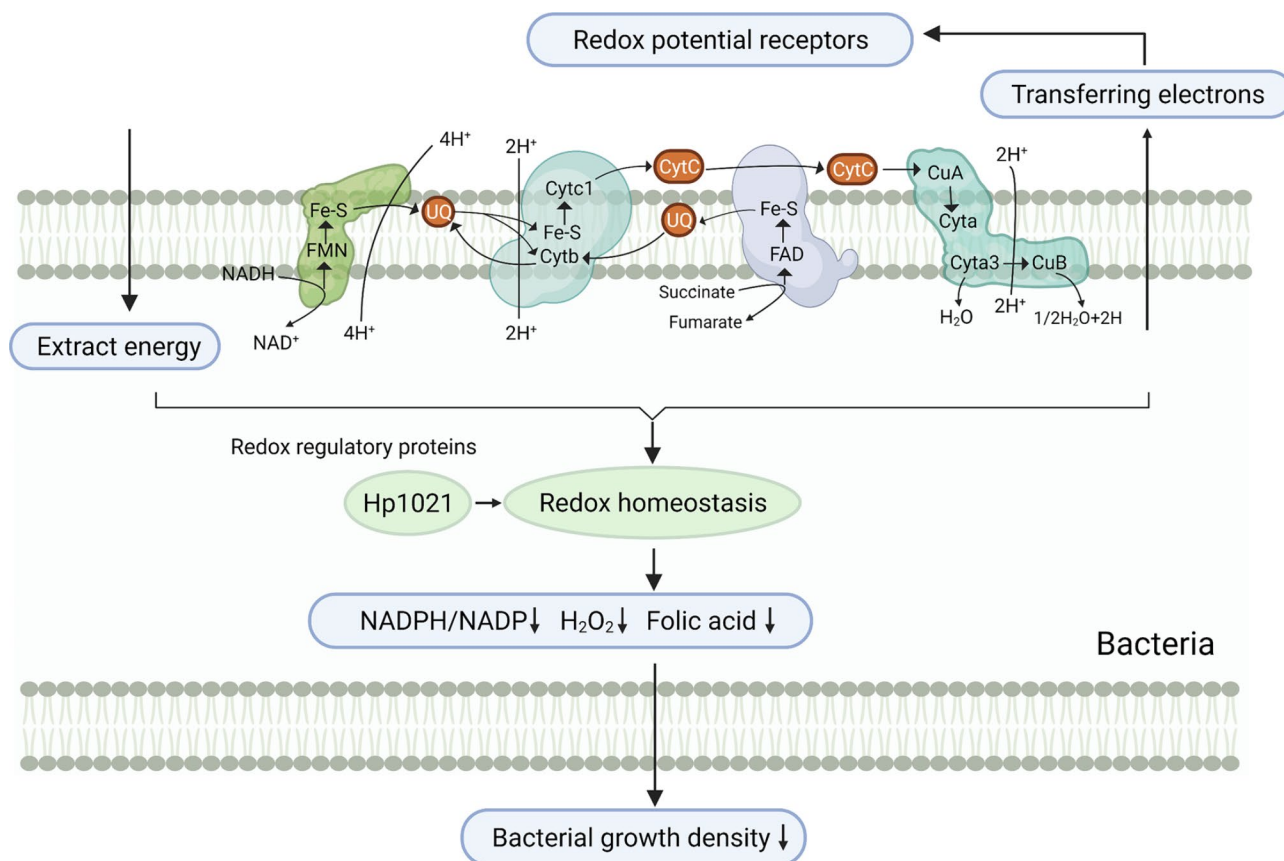 Redox potential receptors
Transferring electrons
4H⁺
2H⁺
CytC
CytC
2H⁺
Cytc1
CuA
Fe-S
UQ
UQ
Fe-S
Cyta
Fe-S
FMN
Cytb
FAD
Cyta3
CuB
NADH
Succinate
2H⁺
H₂O
1/2H₂O+2H
Fumarate
4H⁺
2H⁺
NAD⁺
Extract energy
Redox regulatory proteins
Hp1021
Redox homeostasis
NADPH/NADP↓ H₂O₂↓ Folic acid ↓
Bacteria
Bacterial growth density ↓